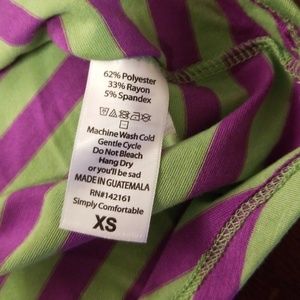 62% Polyester
33% Rayon
5% Spandex
Machine Wash Cold
Gentle Cycle
Do Not Bleach
Hang Dry
or you'll be sad
MADE IN GUATEMALA
RN#142161
Simply Comfortable
XS